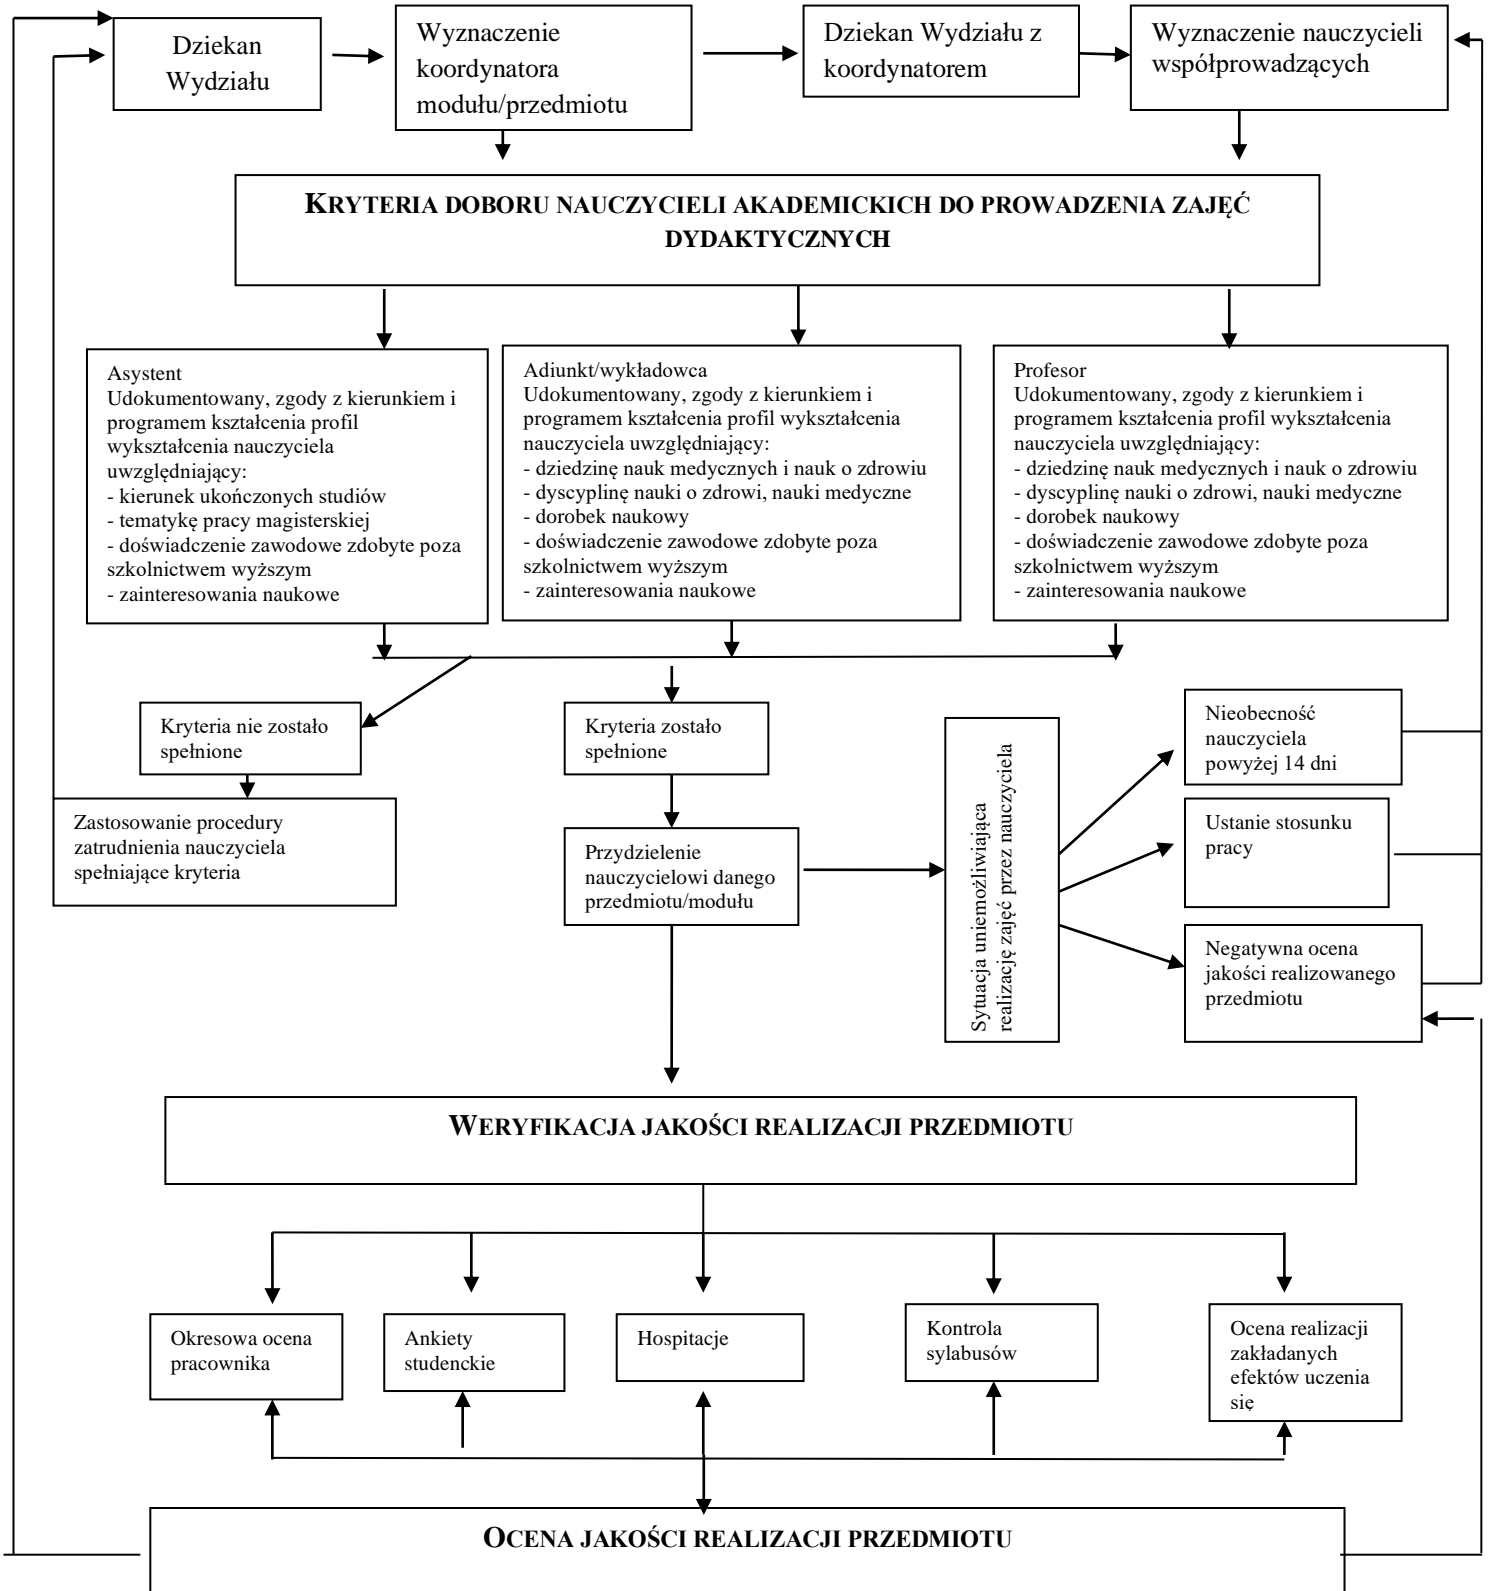 Dziekan
Wydziału
Wyznaczenie
koordynatora
modułu/przedmiotu
Dziekan Wydziału z
koordynatorem
Wyznaczenie nauczycieli
współprowadzących
KRYTERIA DOBORU NAUCZYCIELI AKADEMICKICH DO PROWADZENIA ZAJĘĆ
DYDAKTYCZNYCH
Asystent
Udokumentowany, zgody z kierunkiem i
programem kształcenia profil
wykształcenia nauczyciela
uwzględniający:
- kierunek ukończonych studiów
- tematykę pracy magisterskiej
- doświadczenie zawodowe zdobyte poza
szkolnictwem wyższym
- zainteresowania naukowe
Adiunkt/wykładowca
Udokumentowany, zgody z kierunkiem i
programem kształcenia profil wykształcenia
nauczyciela uwzględniający:
- dziedzinę nauk medycznych i nauk o zdrowiu
- dyscyplinę nauki o zdrowi, nauki medyczne
- dorobek naukowy
- doświadczenie zawodowe zdobyte poza
szkolnictwem wyższym
- zainteresowania naukowe
Profesor
Udokumentowany, zgody z kierunkiem i
programem kształcenia profil wykształcenia
nauczyciela uwzględniający:
- dziedzinę nauk medycznych i nauk o zdrowiu
- dyscyplinę nauki o zdrowi, nauki medyczne
- dorobek naukowy
- doświadczenie zawodowe zdobyte poza
szkolnictwem wyższym
- zainteresowania naukowe
Kryteria nie zostało
spełnione
Kryteria zostało
spełnione
Zastosowanie procedury
zatrudnienia nauczyciela
spełniające kryteria
Przydzielenie
nauczycielowi danego
przedmiotu/modułu
Sytuacja uniemożliwiająca
realizację zajęć przez nauczyciela
Nieobecność
nauczyciela
powyżej 14 dni
Ustanie stosunku
pracy
Negatywna ocena
jakości realizowanego
przedmiotu
WERYFIKACJA JAKOŚCI REALIZACJI PRZEDMIOTU
Okresowa ocena
pracownika
Ankiety
studenckie
Hospitacje
Kontrola
sylabusów
Ocena realizacji
zakładanych
efektów uczenia
się
OCENA JAKOŚCI REALIZACJI PRZEDMIOTU